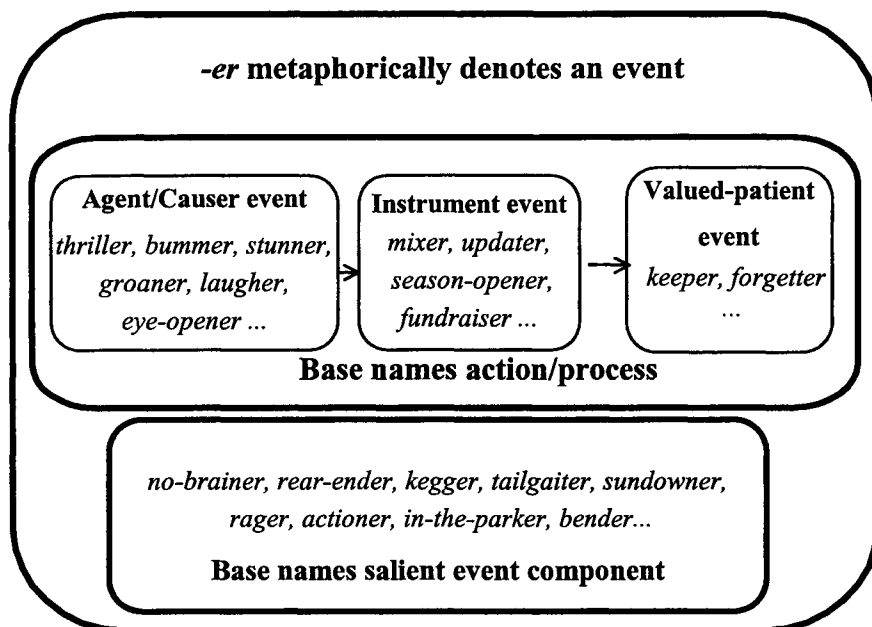 -er metaphorically denotes an event
Agent/Causer event
thriller, bummer, stunner,
groaner, laugher,
eye-opener ...
Instrument event
mixer, updater,
season-opener,
fundraiser ...
Valued-patient
event
keeper, forgetter
...
Base names action/process
no-brainer, rear-ender, kegger, tailgaiter, sundowner,
rager, actioner, in-the-parker, bender...
Base names salient event component